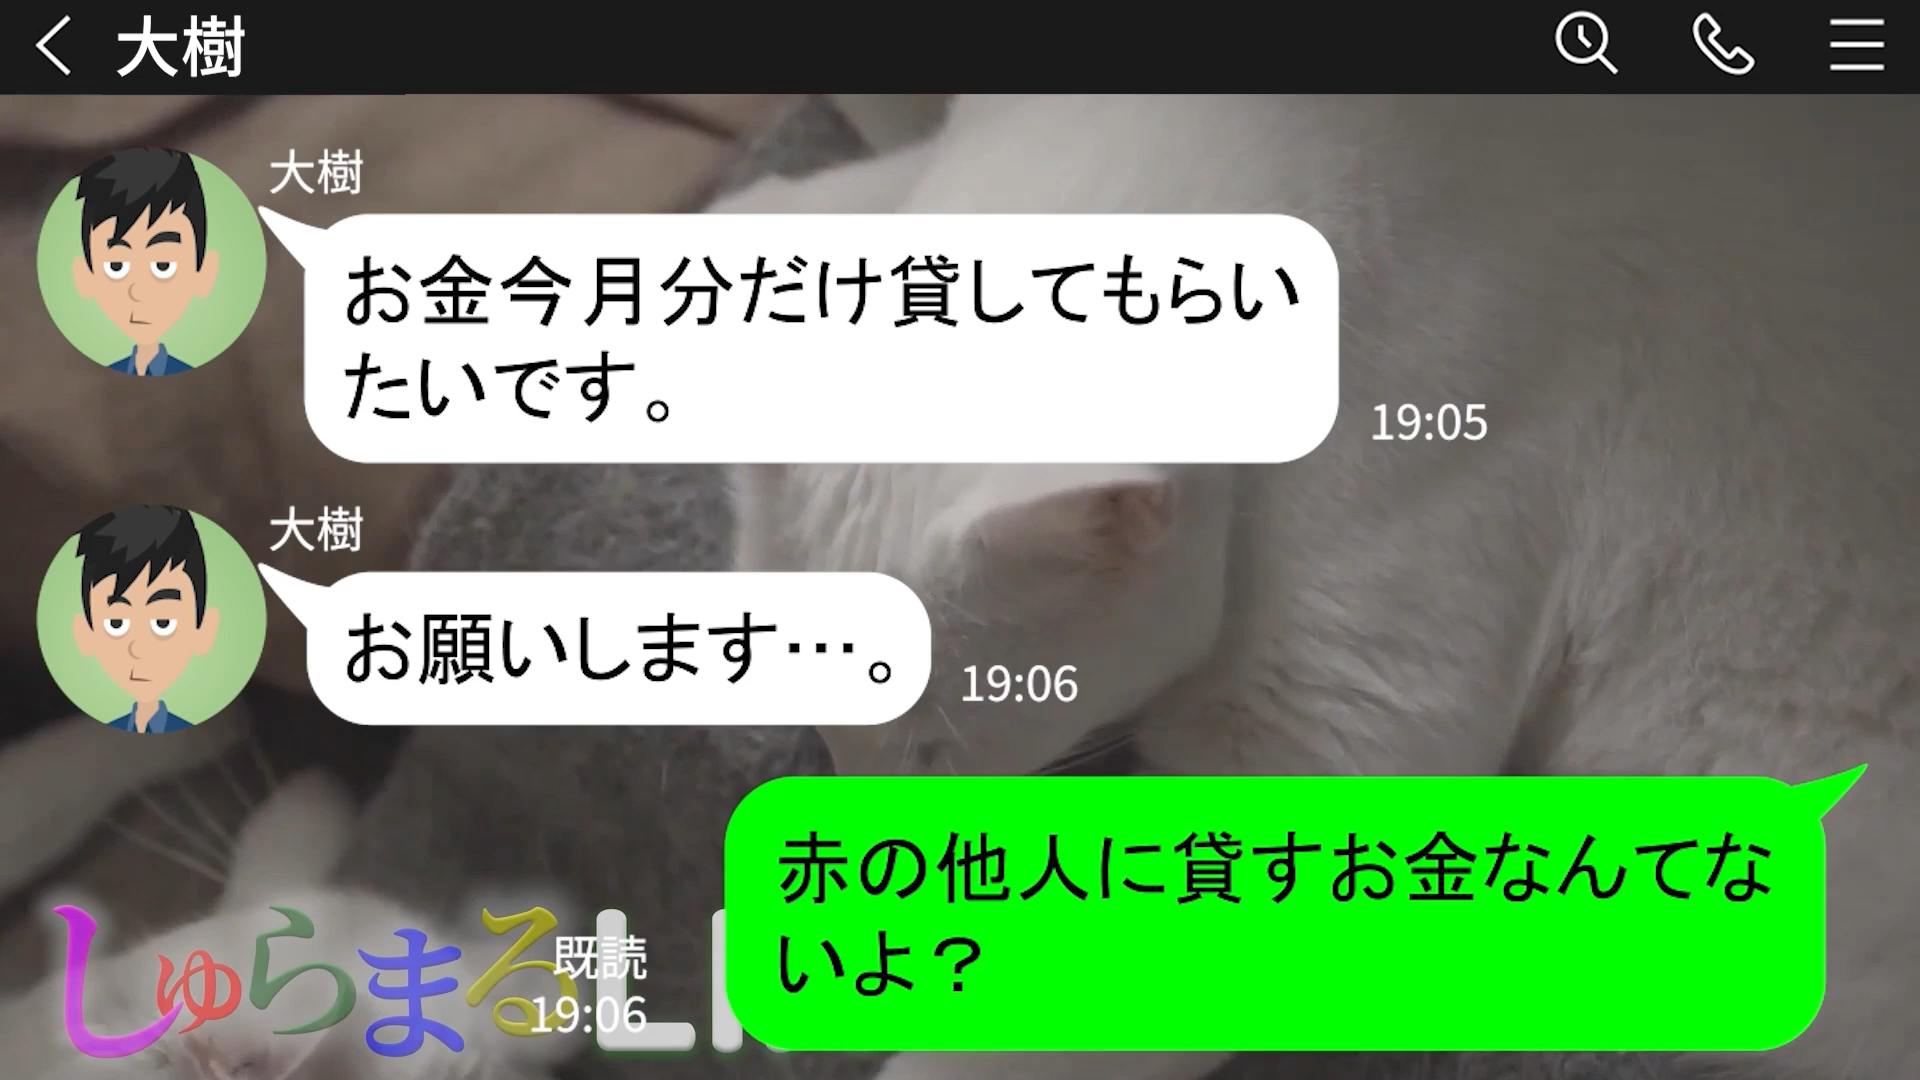 大樹
大樹
お金今月分だけ貸してもらい
たいです。
19:05
大樹
お願いします…。
19:06
赤の他人に貸すお金なんてな
いよ？
既読
19:06
しゅらまる